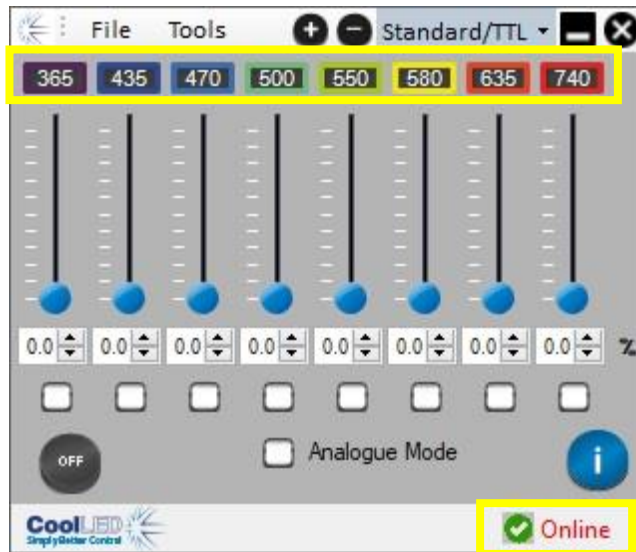 File Tools Standard/TTL
365 435 470 500 550 580 635 740
0.0 0.0 0.0 0.0 0.0 0.0 0.0 0.0 %
OFF Analogue Mode i
CoolLED
Simply Better Control
Online